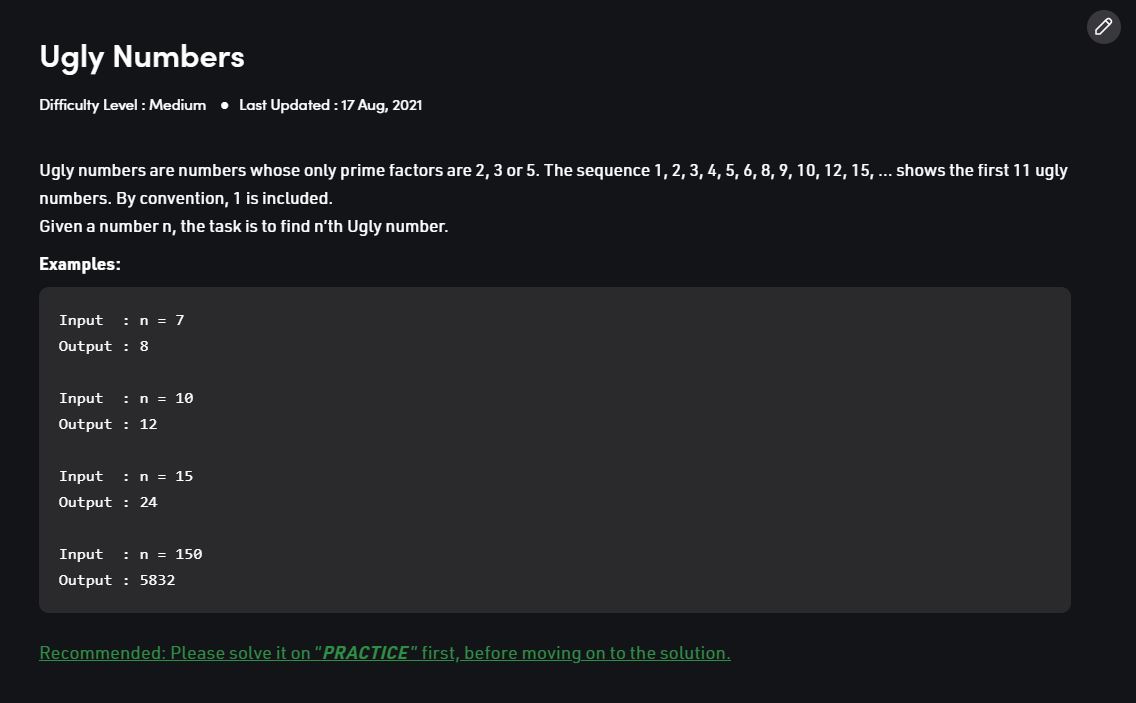 Ugly Numbers
Difficulty Level : Medium ● Last Updated : 17 Aug, 2021
Ugly numbers are numbers whose only prime factors are 2, 3 or 5. The sequence 1, 2, 3, 4, 5, 6, 8, 9, 10, 12, 15, … shows the first 11 ugly
numbers. By convention, 1 is included.
Given a number n, the task is to find n’th Ugly number.
Examples:
Input  : n = 7
Output : 8
Input  : n = 10
Output : 12
Input  : n = 15
Output : 24
Input  : n = 150
Output : 5832
Recommended: Please solve it on “PRACTICE” first, before moving on to the solution.